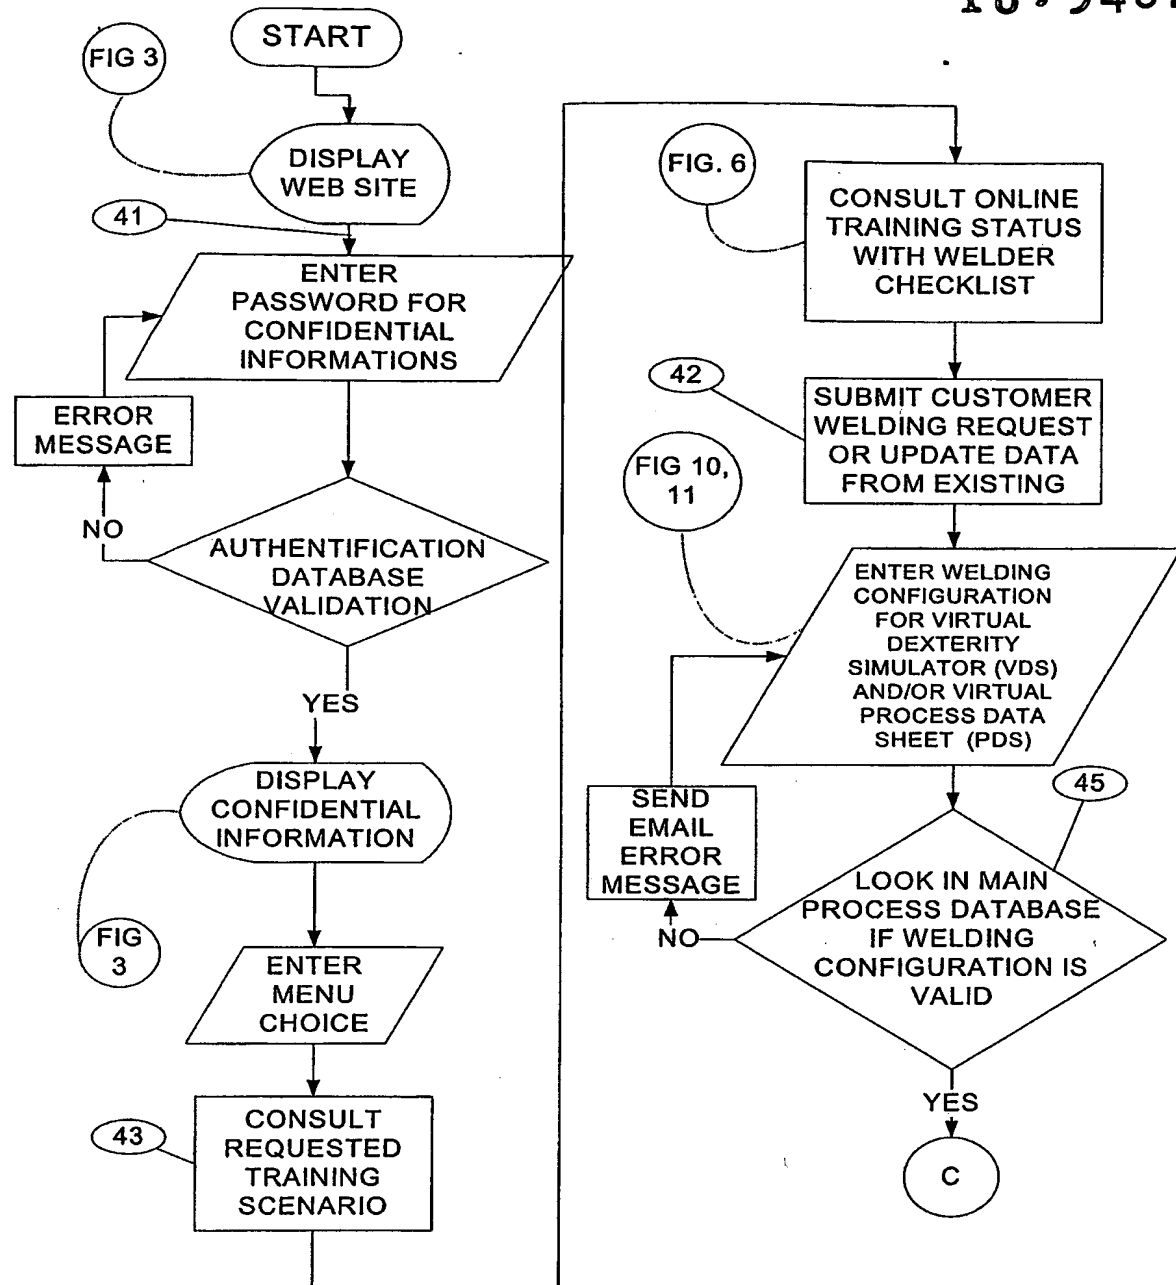 START
FIG 3
DISPLAY
WEB SITE
41
ENTER
PASSWORD FOR
CONFIDENTIAL
INFORMATIONS
ERROR
MESSAGE
NO
AUTHENTIFICATION
DATABASE
VALIDATION
YES
DISPLAY
CONFIDENTIAL
INFORMATION
FIG
3
ENTER
MENU
CHOICE
43
CONSULT
REQUESTED
TRAINING
SCENARIO
FIG. 6
CONSULT ONLINE
TRAINING STATUS
WITH WELDER
CHECKLIST
42
SUBMIT CUSTOMER
WELDING REQUEST
OR UPDATE DATA
FROM EXISTING
FIG 10,
11
ENTER WELDING
CONFIGURATION
FOR VIRTUAL
DEXTERITY
SIMULATOR (VDS)
AND/OR VIRTUAL
PROCESS DATA
SHEET (PDS)
SEND
EMAIL
ERROR
MESSAGE
45
LOOK IN MAIN
PROCESS DATABASE
IF WELDING
CONFIGURATION IS
VALID
NO
YES
C